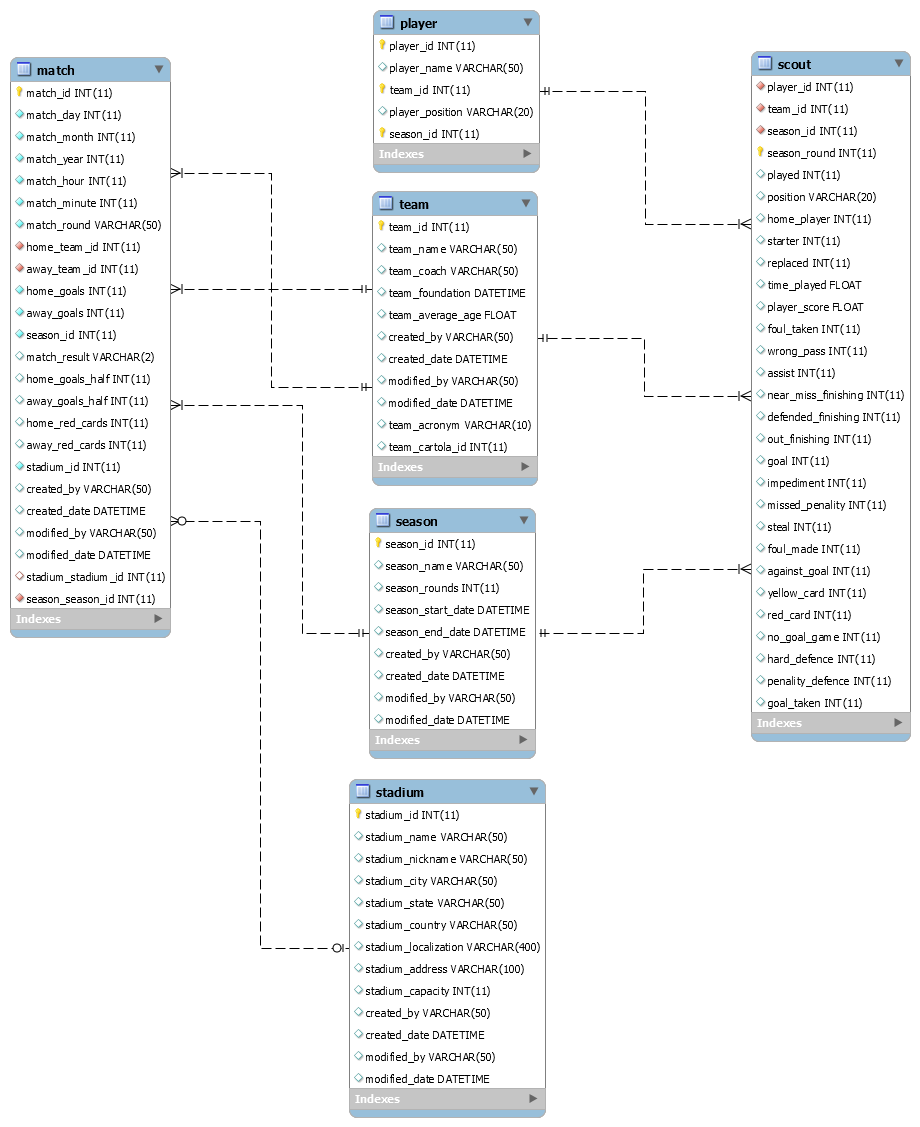 match
match_id INT(11)
match_day INT(11)
match_month INT(11)
match_year INT(11)
match_hour INT(11)
match_minute INT(11)
match_round VARCHAR(50)
home_team_id INT(11)
away_team_id INT(11)
home_goals INT(11)
away_goals INT(11)
season_id INT(11)
match_result VARCHAR(2)
home_goals_half INT(11)
away_goals_half INT(11)
home_red_cards INT(11)
away_red_cards INT(11)
stadium_id INT(11)
created_by VARCHAR(50)
created_date DATETIME
modified_by VARCHAR(50)
modified_date DATETIME
stadium_stadium_id INT(11)
season_season_id INT(11)
Indexes
player
player_id INT(11)
player_name VARCHAR(50)
team_id INT(11)
player_position VARCHAR(20)
season_id INT(11)
Indexes
team
team_id INT(11)
team_name VARCHAR(50)
team_coach VARCHAR(50)
team_foundation DATETIME
team_average_age FLOAT
created_by VARCHAR(50)
created_date DATETIME
modified_by VARCHAR(50)
modified_date DATETIME
team_acronym VARCHAR(10)
team_cartola_id INT(11)
Indexes
season
season_id INT(11)
season_name VARCHAR(50)
season_rounds INT(11)
season_start_date DATETIME
season_end_date DATETIME
created_by VARCHAR(50)
created_date DATETIME
modified_by VARCHAR(50)
modified_date DATETIME
Indexes
stadium
stadium_id INT(11)
stadium_name VARCHAR(50)
stadium_nickname VARCHAR(50)
stadium_city VARCHAR(50)
stadium_state VARCHAR(50)
stadium_country VARCHAR(50)
stadium_localization VARCHAR(400)
stadium_address VARCHAR(100)
stadium_capacity INT(11)
created_by VARCHAR(50)
created_date DATETIME
modified_by VARCHAR(50)
modified_date DATETIME
Indexes
scout
player_id INT(11)
team_id INT(11)
season_id INT(11)
season_round INT(11)
played INT(11)
position VARCHAR(20)
home_player INT(11)
starter INT(11)
replaced INT(11)
time_played FLOAT
player_score FLOAT
foul_taken INT(11)
wrong_pass INT(11)
assist INT(11)
near_miss_finishing INT(11)
defended_finishing INT(11)
out_finishing INT(11)
goal INT(11)
impediment INT(11)
missed_penality INT(11)
steal INT(11)
foul_made INT(11)
against_goal INT(11)
yellow_card INT(11)
red_card INT(11)
no_goal_game INT(11)
hard_defence INT(11)
penality_defence INT(11)
goal_taken INT(11)
Indexes